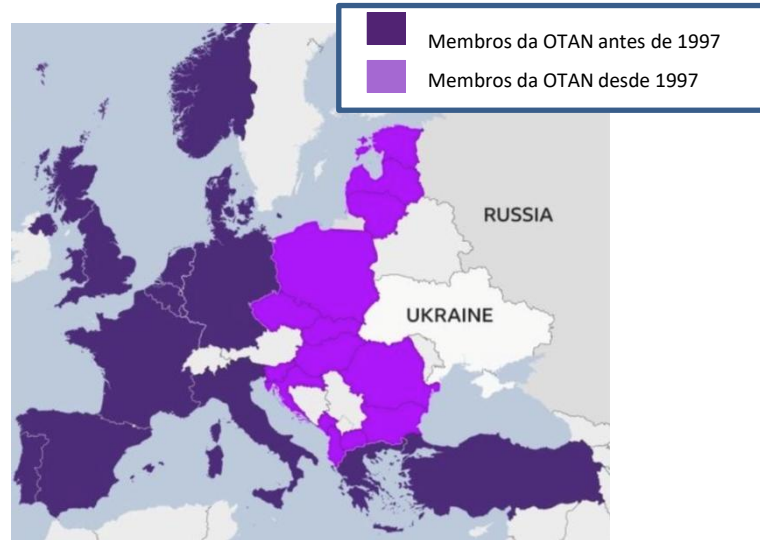 Membros da OTAN antes de 1997
Membros da OTAN desde 1997
RUSSIA
UKRAINE